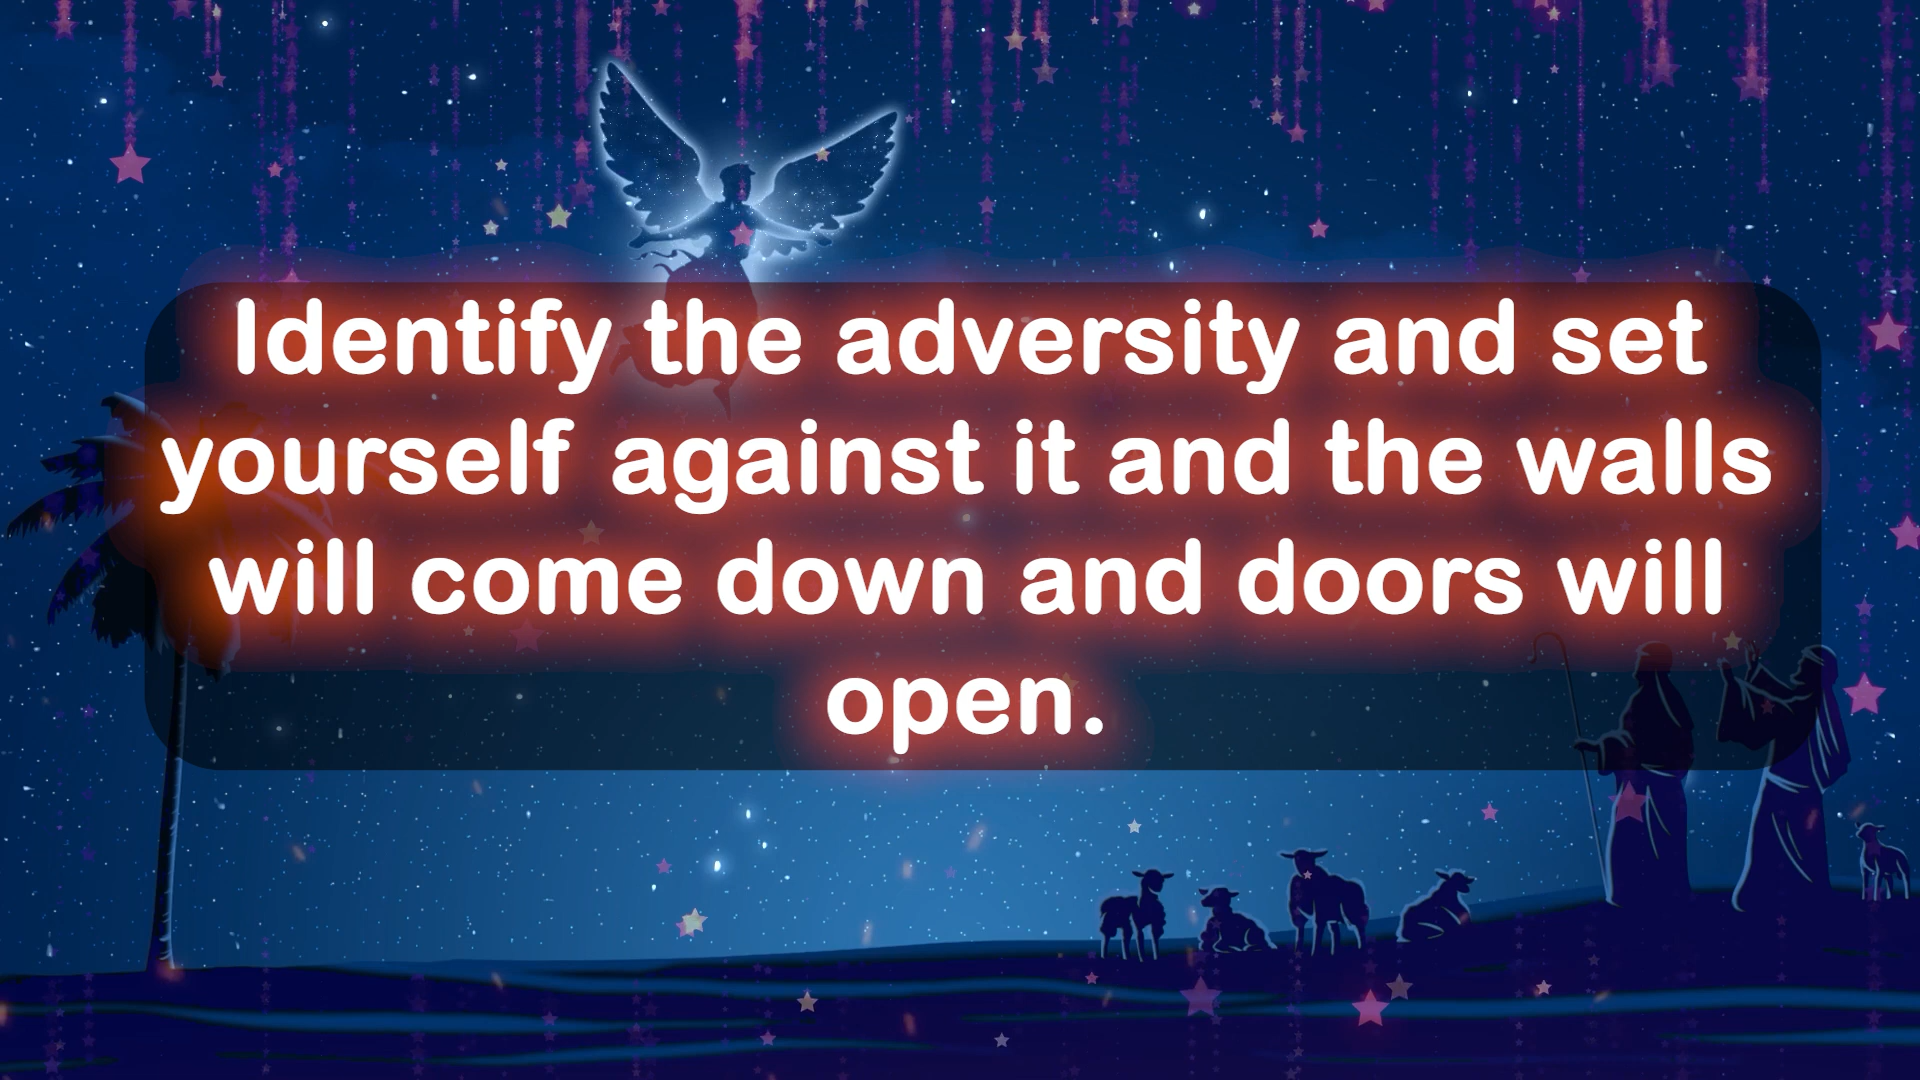 Identify the adversity and set
yourself against it and the walls
will come down and doors will
open.